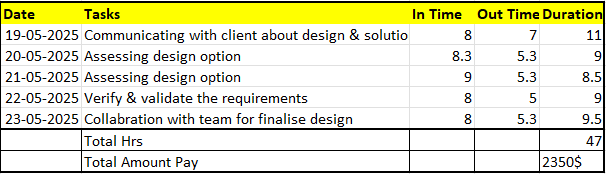 Date Tasks In Time Out Time Duration
19-05-2025 Communicating with client about design & solutio 8 7 11
20-05-2025 Assessing design option 8.3 5.3 9
21-05-2025 Assessing design option 9 5.3 8.5
22-05-2025 Verify & validate the requirements 8 5 9
23-05-2025 Collabration with team for finalise design 8 5.3 9.5
Total Hrs 47
Total Amount Pay 2350$